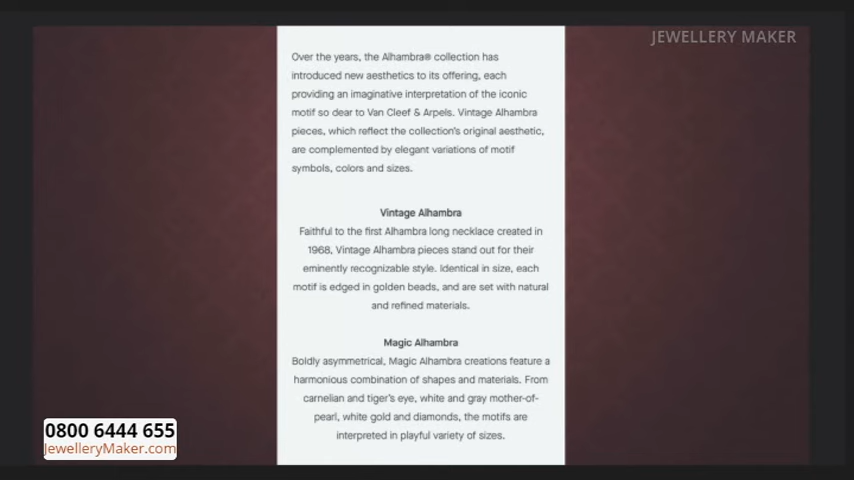 JEWELLERY MAKER
Over the years, the Alhambra® collection has
introduced new aesthetics to its offering, each
providing an imaginative interpretation of the iconic
motif so dear to Van Cleef & Arpels. Vintage Alhambra
pieces, which reflect the collection's original aesthetic,
are complemented by elegant variations of motif
symbols, colors and sizes.
Vintage Alhambra
Faithful to the first Alhambra long necklace created in
1968, Vintage Alhambra pieces stand out for their
eminently recognizable style. Identical in size, each
motif is edged in golden beads, and are set with natural
and refined materials.
Magic Alhambra
Boldly asymmetrical, Magic Alhambra creations feature a
harmonious combination of shapes and materials. From
carnelian and tiger's eye, white and gray mother-of-
pearl, white gold and diamonds, the motifs are
interpreted in playful variety of sizes.
0800 6444 655
JewelleryMaker.com